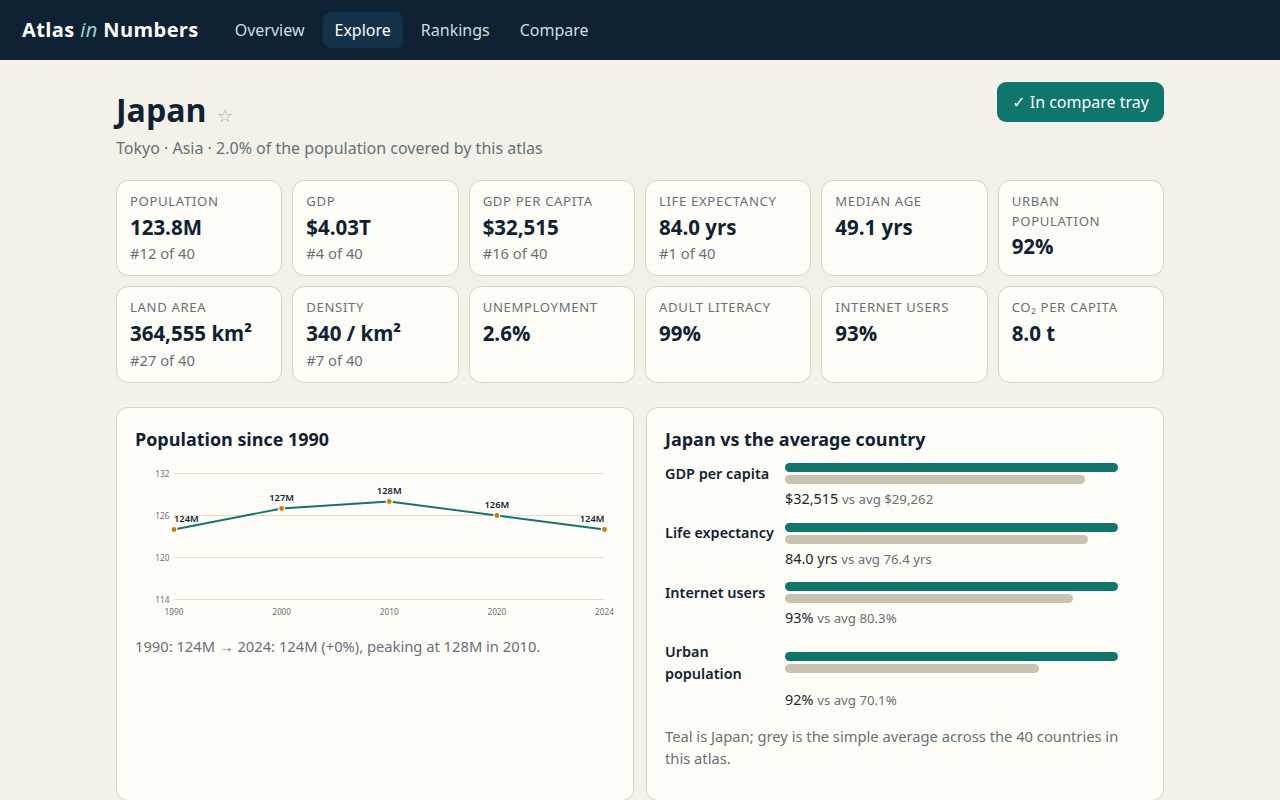 Atlas in Numbers Overview Explore Rankings Compare
Japan ☆
✓ In compare tray
Tokyo · Asia · 2.0% of the population covered by this atlas
POPULATION
123.8M
#12 of 40
GDP
$4.03T
#4 of 40
GDP PER CAPITA
$32,515
#16 of 40
LIFE EXPECTANCY
84.0 yrs
#1 of 40
MEDIAN AGE
49.1 yrs
URBAN
POPULATION
92%
LAND AREA
364,555 km²
#27 of 40
DENSITY
340 / km²
#7 of 40
UNEMPLOYMENT
2.6%
ADULT LITERACY
99%
INTERNET USERS
93%
CO₂ PER CAPITA
8.0 t
Population since 1990
132
126
120
114
124M
127M
128M
126M
124M
1990 2000 2010 2020 2024
1990: 124M → 2024: 124M (+0%), peaking at 128M in 2010.
Japan vs the average country
GDP per capita
$32,515 vs avg $29,262
Life expectancy
84.0 yrs vs avg 76.4 yrs
Internet users
93% vs avg 80.3%
Urban
population
92% vs avg 70.1%
Teal is Japan; grey is the simple average across the 40 countries in
this atlas.